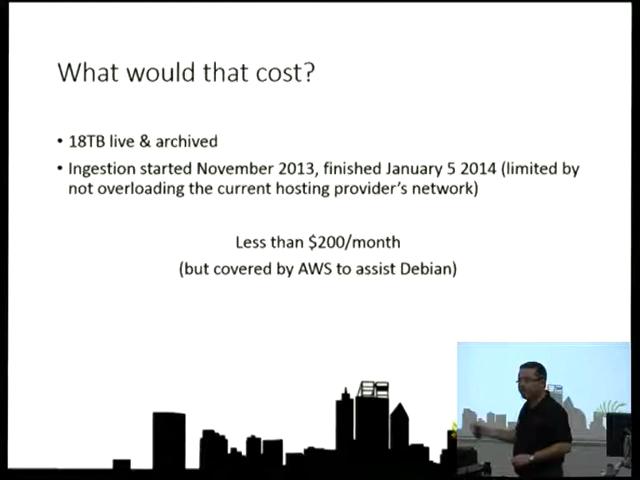 What would that cost?
• 18TB live & archived
• Ingestion started November 2013, finished January 5 2014 (limited by
not overloading the current hosting provider's network)
Less than $200/month
(but covered by AWS to assist Debian)